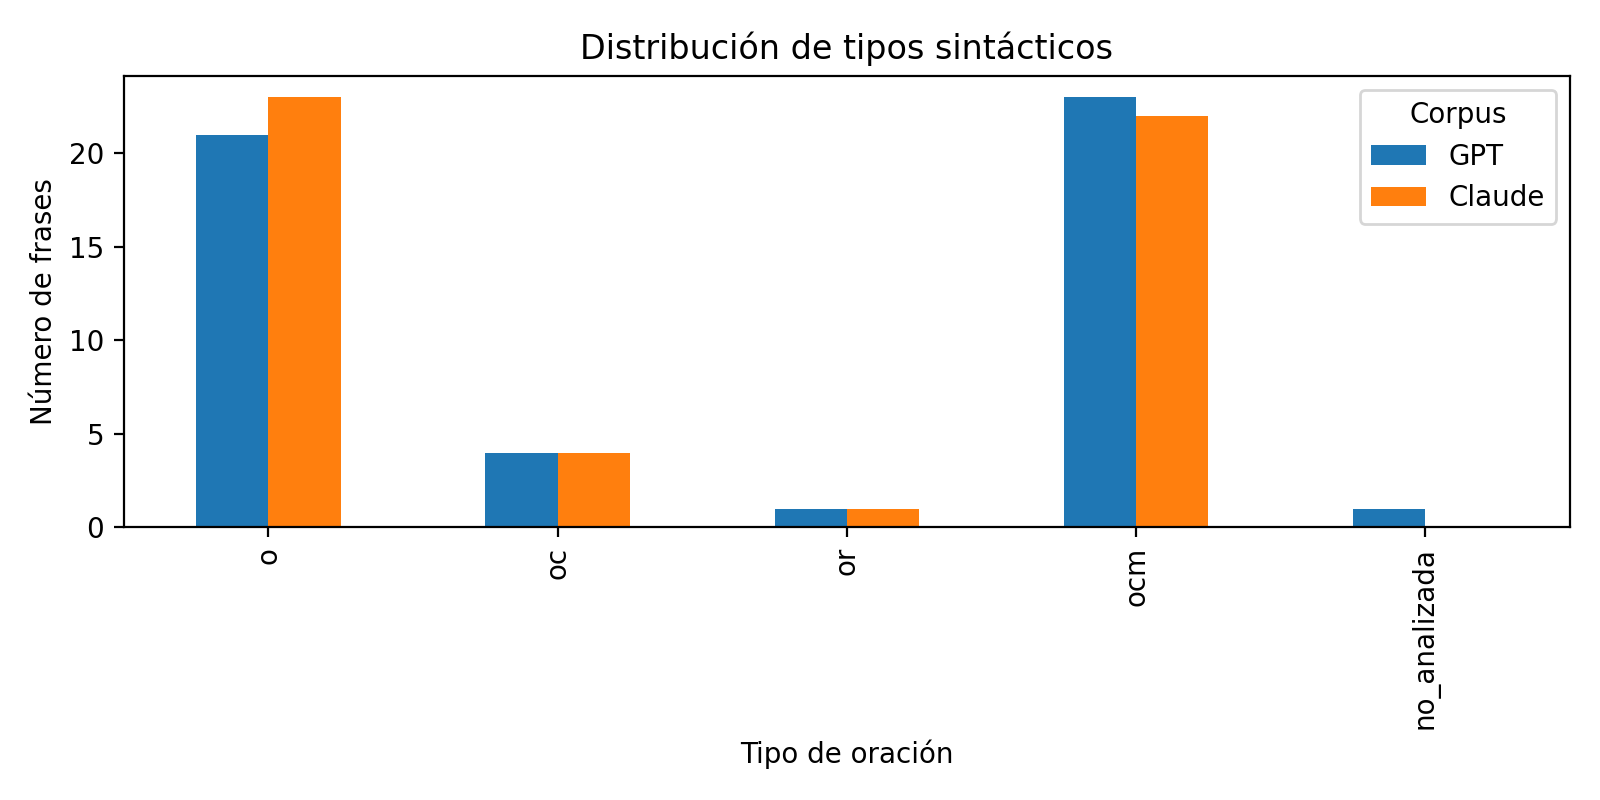 Distribución de tipos sintácticos
Número de frases
20
15
10
5
0
o
oc
or
ocm
no_analizada
Tipo de oración
Corpus
GPT
Claude